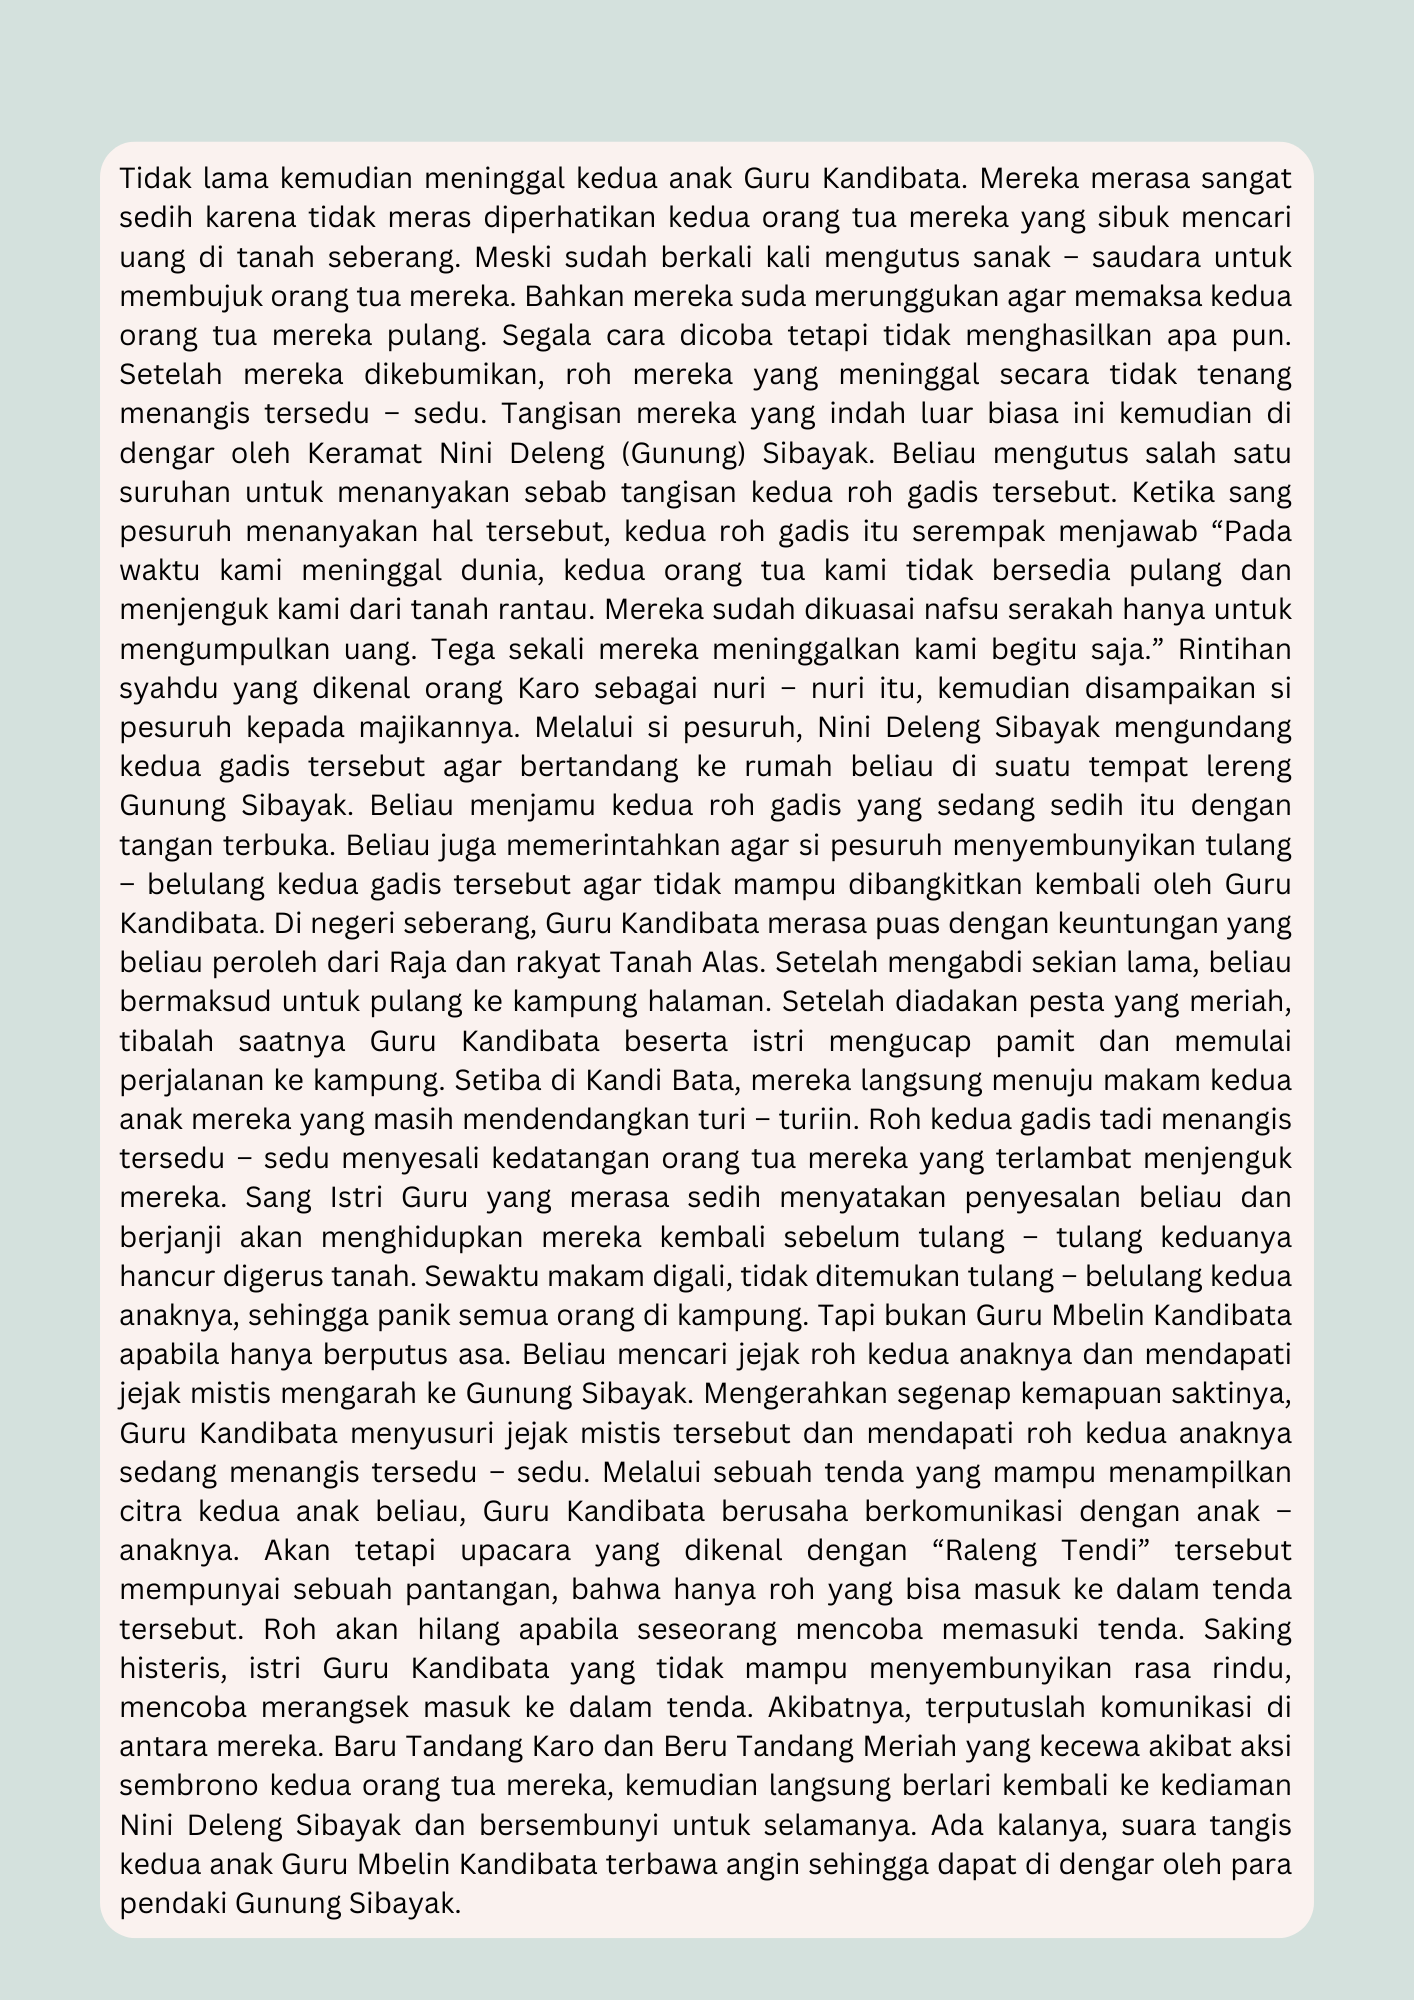 Tidak lama kemudian meninggal kedua anak Guru Kandibata. Mereka merasa sangat
sedih karena tidak meras diperhatikan kedua orang tua mereka yang sibuk mencari
uang di tanah seberang. Meski sudah berkali kali mengutus sanak – saudara untuk
membujuk orang tua mereka. Bahkan mereka suda merunggukan agar memaksa kedua
orang tua mereka pulang. Segala cara dicoba tetapi tidak menghasilkan apa pun.
Setelah mereka dikebumikan, roh mereka yang meninggal secara tidak tenang
menangis tersedu – sedu. Tangisan mereka yang indah luar biasa ini kemudian di
dengar oleh Keramat Nini Deleng (Gunung) Sibayak. Beliau mengutus salah satu
suruhan untuk menanyakan sebab tangisan kedua roh gadis tersebut. Ketika sang
pesuruh menanyakan hal tersebut, kedua roh gadis itu serempak menjawab “Pada
waktu kami meninggal dunia, kedua orang tua kami tidak bersedia pulang dan
menjenguk kami dari tanah rantau. Mereka sudah dikuasai nafsu serakah hanya untuk
mengumpulkan uang. Tega sekali mereka meninggalkan kami begitu saja.” Rintihan
syahdu yang dikenal orang Karo sebagai nuri – nuri itu, kemudian disampaikan si
pesuruh kepada majikannya. Melalui si pesuruh, Nini Deleng Sibayak mengundang
kedua gadis tersebut agar bertandang ke rumah beliau di suatu tempat lereng
Gunung Sibayak. Beliau menjamu kedua roh gadis yang sedang sedih itu dengan
tangan terbuka. Beliau juga memerintahkan agar si pesuruh menyembunyikan tulang
– belulang kedua gadis tersebut agar tidak mampu dibangkitkan kembali oleh Guru
Kandibata. Di negeri seberang, Guru Kandibata merasa puas dengan keuntungan yang
beliau peroleh dari Raja dan rakyat Tanah Alas. Setelah mengabdi sekian lama, beliau
bermaksud untuk pulang ke kampung halaman. Setelah diadakan pesta yang meriah,
tibalah saatnya Guru Kandibata beserta istri mengucap pamit dan memulai
perjalanan ke kampung. Setiba di Kandi Bata, mereka langsung menuju makam kedua
anak mereka yang masih mendendangkan turi – turiin. Roh kedua gadis tadi menangis
tersedu – sedu menyesali kedatangan orang tua mereka yang terlambat menjenguk
mereka. Sang Istri Guru yang merasa sedih menyatakan penyesalan beliau dan
berjanji akan menghidupkan mereka kembali sebelum tulang – tulang keduanya
hancur digerus tanah. Sewaktu makam digali, tidak ditemukan tulang – belulang kedua
anaknya, sehingga panik semua orang di kampung. Tapi bukan Guru Mbelin Kandibata
apabila hanya berputus asa. Beliau mencari jejak roh kedua anaknya dan mendapati
jejak mistis mengarah ke Gunung Sibayak. Mengerahkan segenap kemapuan saktinya,
Guru Kandibata menyusuri jejak mistis tersebut dan mendapati roh kedua anaknya
sedang menangis tersedu – sedu. Melalui sebuah tenda yang mampu menampilkan
citra kedua anak beliau, Guru Kandibata berusaha berkomunikasi dengan anak –
anaknya. Akan tetapi upacara yang dikenal dengan “Raleng Tendi” tersebut
mempunyai sebuah pantangan, bahwa hanya roh yang bisa masuk ke dalam tenda
tersebut. Roh akan hilang apabila seseorang mencoba memasuki tenda. Saking
histeris, istri Guru Kandibata yang tidak mampu menyembunyikan rasa rindu,
mencoba merangsek masuk ke dalam tenda. Akibatnya, terputuslah komunikasi di
antara mereka. Baru Tandang Karo dan Beru Tandang Meriah yang kecewa akibat aksi
sembrono kedua orang tua mereka, kemudian langsung berlari kembali ke kediaman
Nini Deleng Sibayak dan bersembunyi untuk selamanya. Ada kalanya, suara tangis
kedua anak Guru Mbelin Kandibata terbawa angin sehingga dapat di dengar oleh para
pendaki Gunung Sibayak.